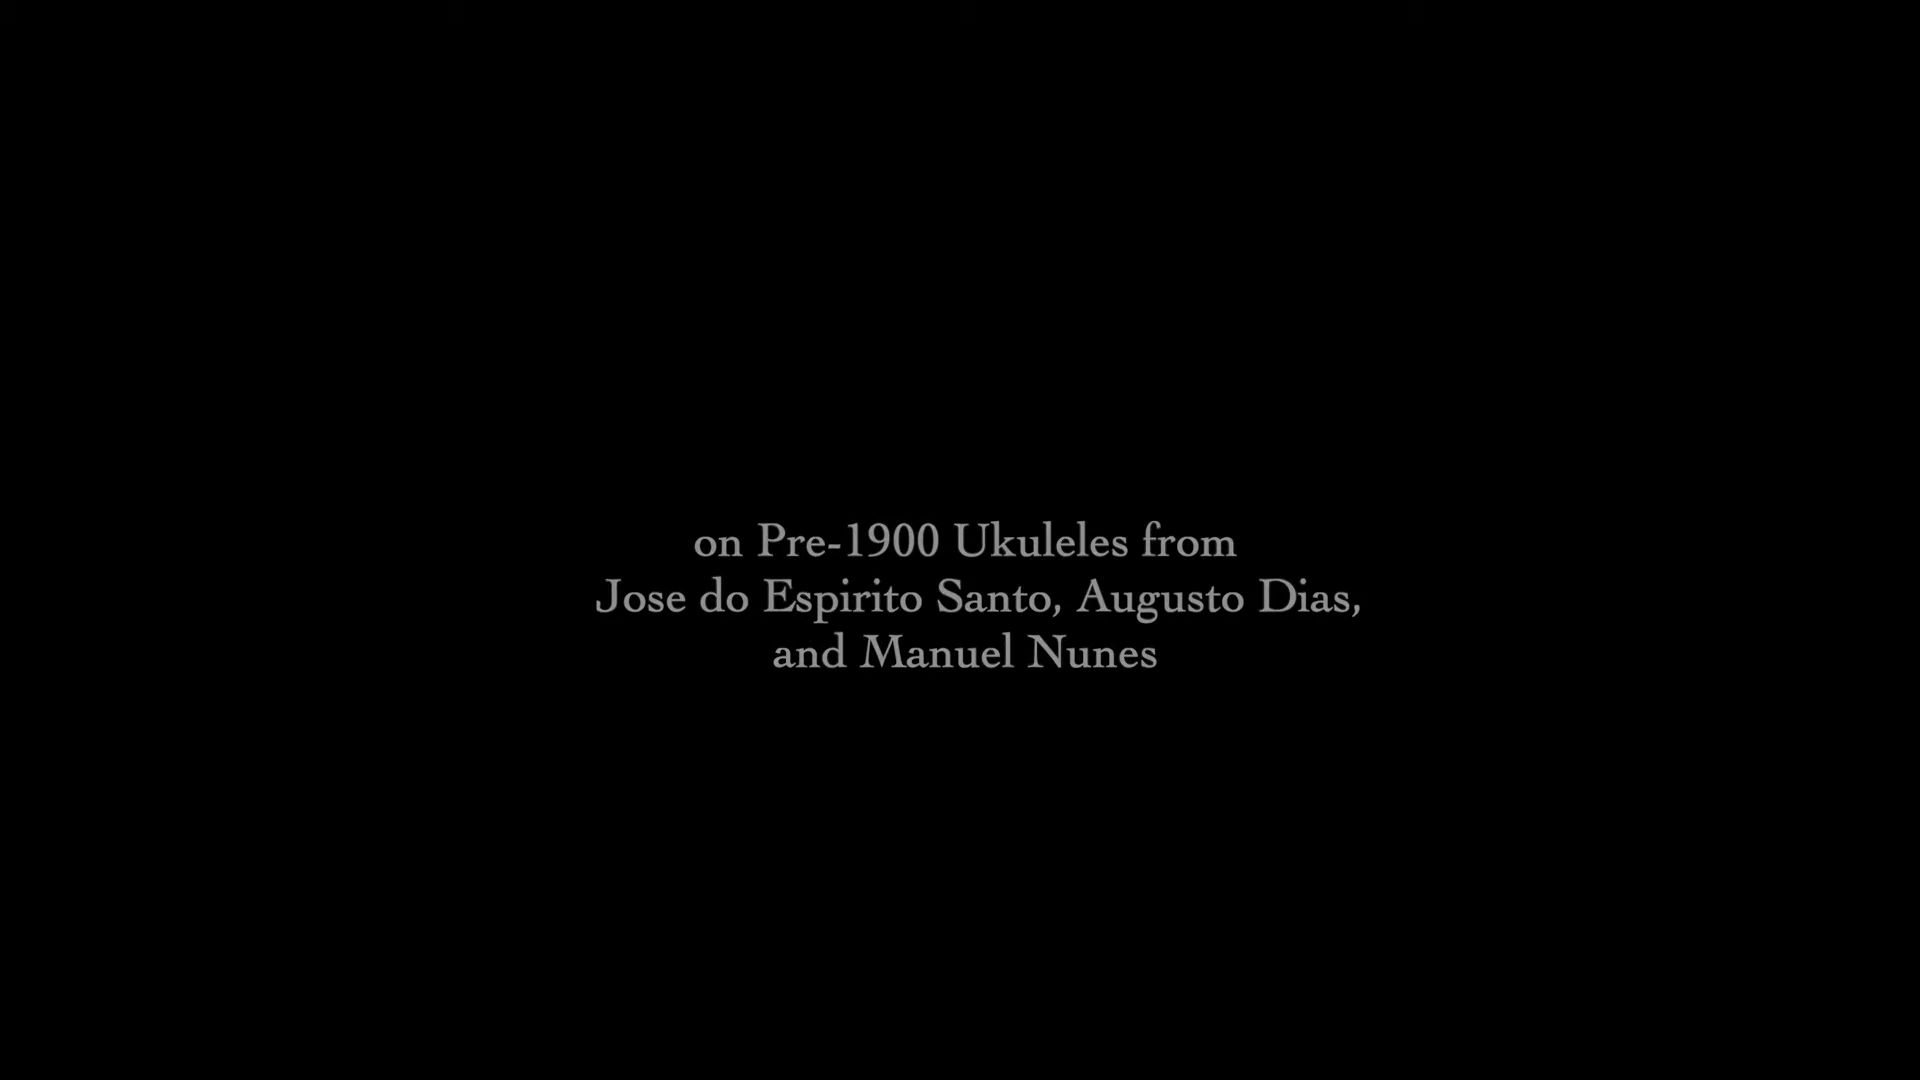 on Pre-1900 Ukuleles from
Jose do Espirito Santo, Augusto Dias,
and Manuel Nunes